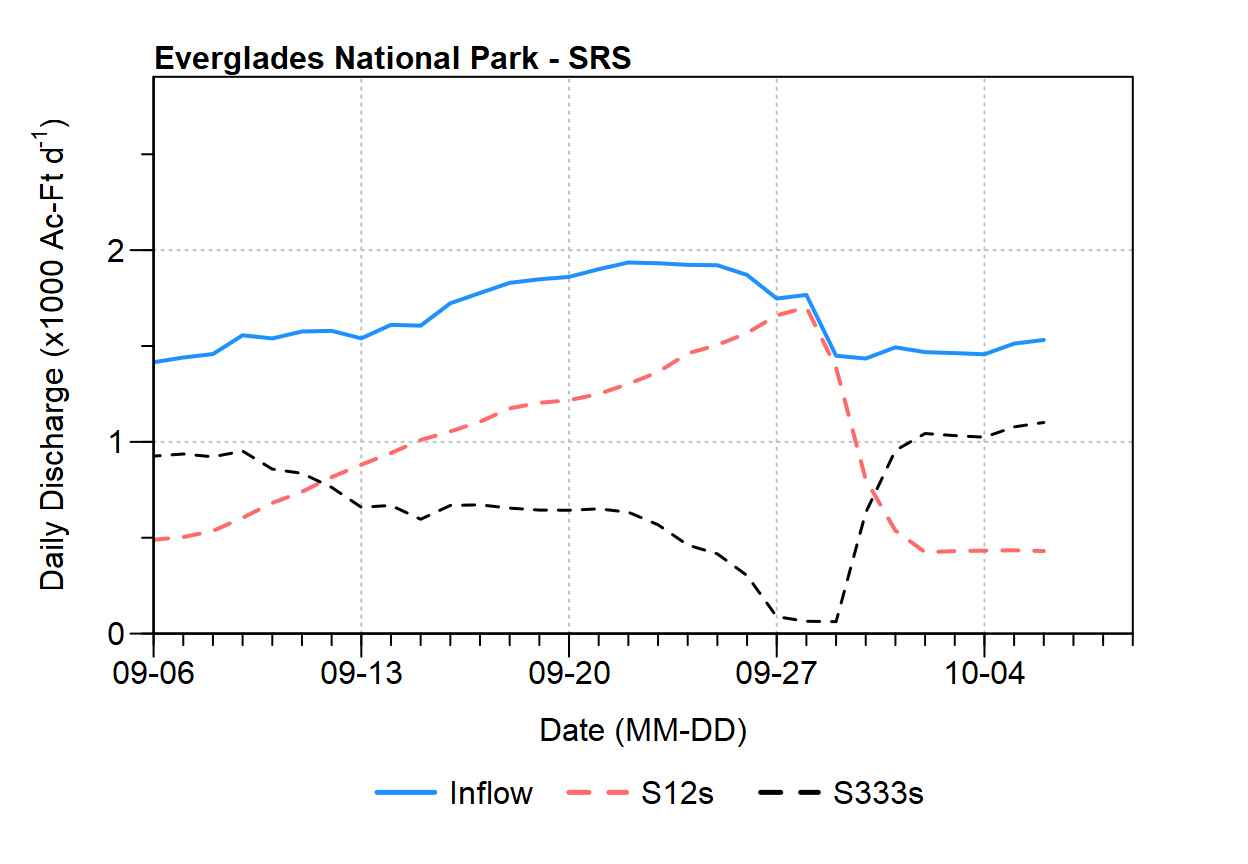 Everglades National Park - SRS
Daily Discharge (x1000 Ac-Ft d-1)
2
1
0
09-06 09-13 09-20 09-27 10-04
Date (MM-DD)
Inflow S12s S333s